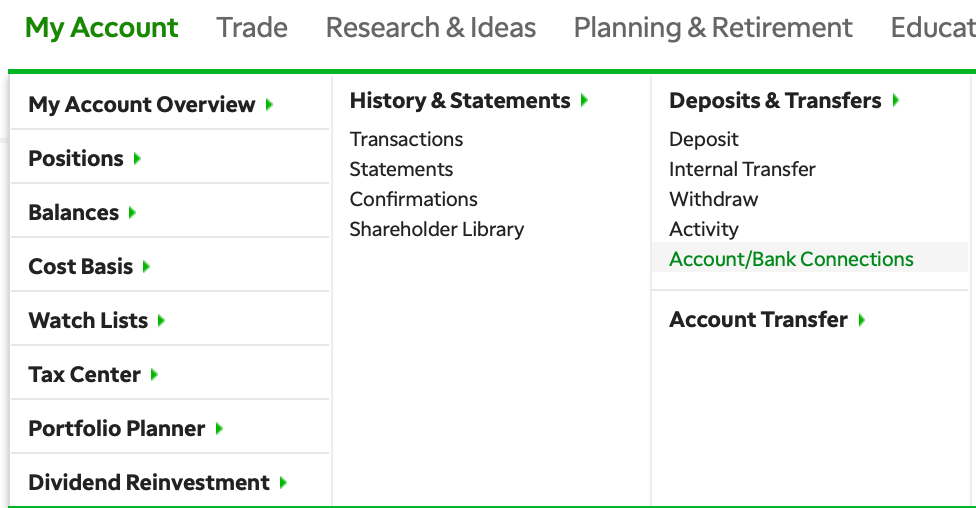 My Account Trade Research & Ideas Planning & Retirement Educat
My Account Overview
Positions
Balances
Cost Basis
Watch Lists
Tax Center
Portfolio Planner
Dividend Reinvestment
History & Statements
Transactions
Statements
Confirmations
Shareholder Library
Deposits & Transfers
Deposit
Internal Transfer
Withdraw
Activity
Account/Bank Connections
Account Transfer